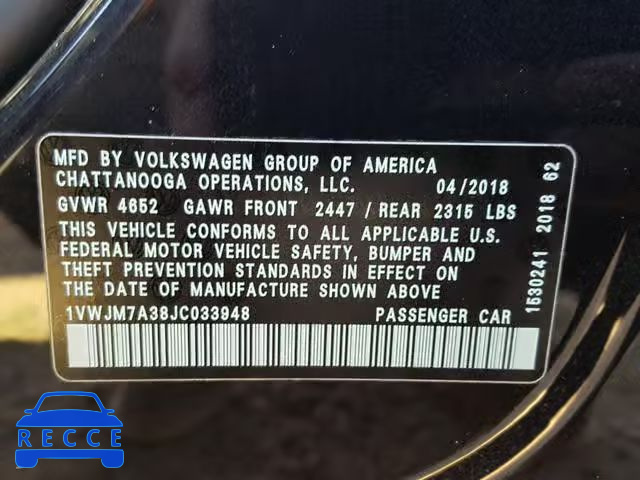 MFD BY VOLKSWAGEN GROUP OF AMERICA
CHATTANOOGA OPERATIONS, LLC. 04/2018
GVWR 4652 GAWR FRONT 2447 / REAR 2315 LBS
THIS VEHICLE CONFORMS TO ALL APPLICABLE U.S.
FEDERAL MOTOR VEHICLE SAFETY, BUMPER AND
THEFT PREVENTION STANDARDS IN EFFECT ON
THE DATE OF MANUFACTURE SHOWN ABOVE
1VWJM7A38JC033948 PASSENGER CAR
1530241 2018 62
RECCE